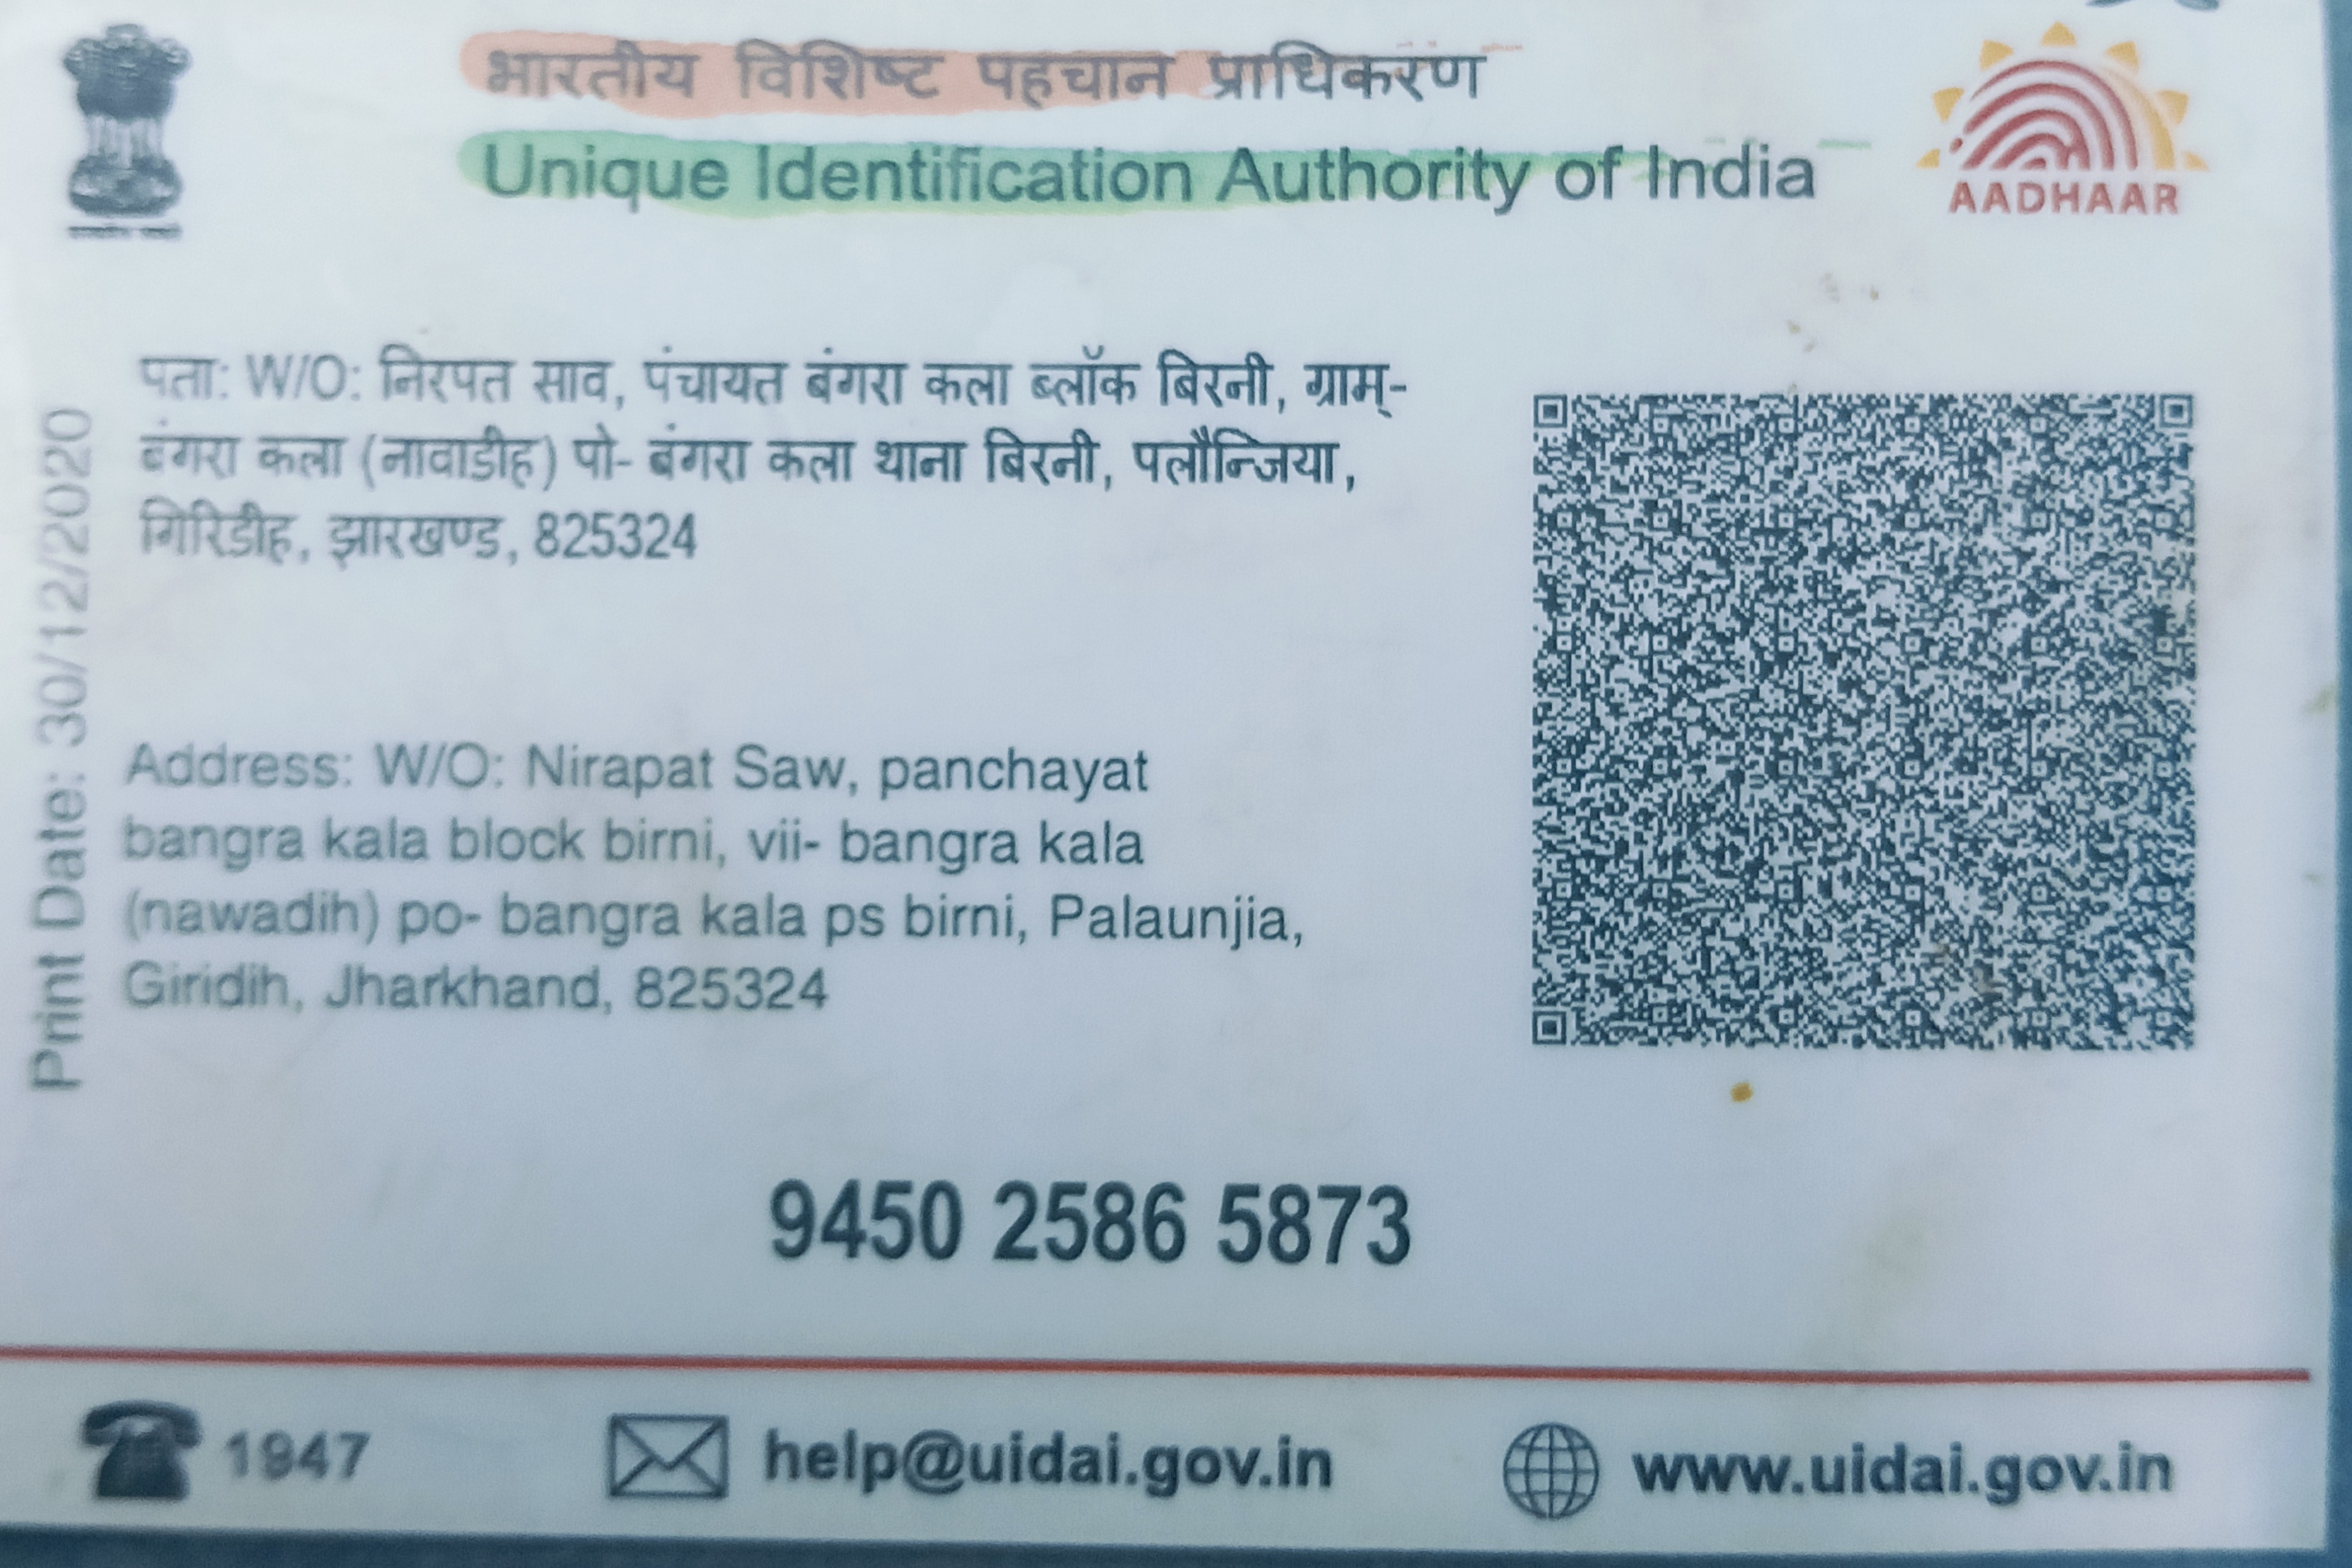 भारतीय विशिष्ट पहचान प्राधिकरण
Unique Identification Authority of India
AADHAAR
पता: W/O: निरपत साव, पंचायत बंगरा कला ब्लॉक बिरनी, ग्राम्-
बंगरा कला (नावाडीह) पो- बंगरा कला थाना बिरनी, पलौन्जिया,
गिरिडीह, झारखण्ड, 825324
Print Date: 30/12/2020
Address: W/O: Nirapat Saw, panchayat
bangra kala block birni, vii- bangra kala
(nawadih) po- bangra kala ps birni, Palaunjia,
Giridih, Jharkhand, 825324
9450 2586 5873
1947
help@uidai.gov.in
www.uidai.gov.in